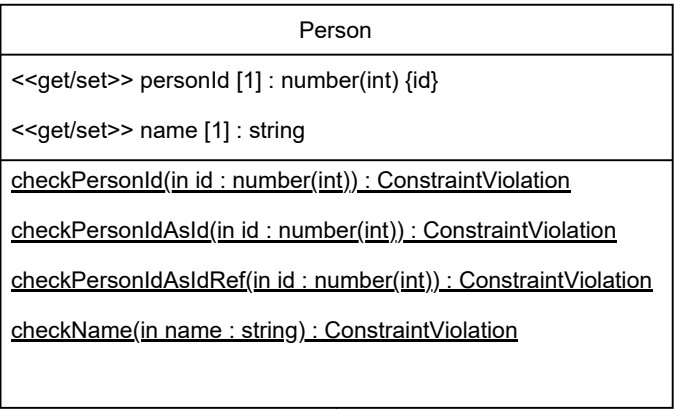 Person
<<get/set>> personId [1] : number(int) {id}
<<get/set>> name [1] : string
checkPersonId(in id : number(int)) : ConstraintViolation
checkPersonIdAsId(in id : number(int)) : ConstraintViolation
checkPersonIdAsIdRef(in id : number(int)) : ConstraintViolation
checkName(in name : string) : ConstraintViolation